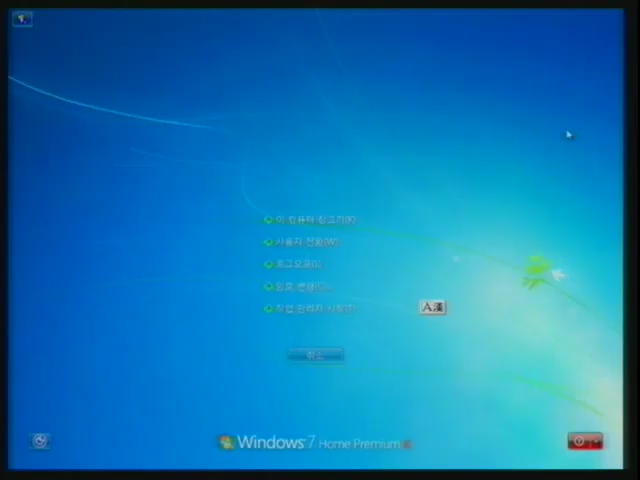 이 컴퓨터 잠그기(K)
사용자 전환(W)
로그오프(L)
암호 변경(C)...
작업 관리자 시작(T)
A漢
취소
Windows 7 Home Premium K